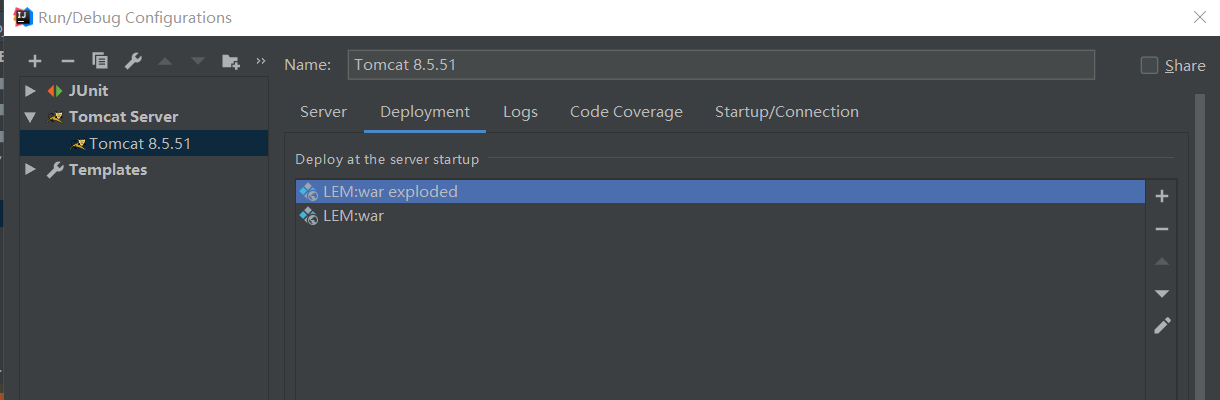 Run/Debug Configurations
Name: Tomcat 8.5.51 Share
JUnit
Tomcat Server
Tomcat 8.5.51
Templates
Server Deployment Logs Code Coverage Startup/Connection
Deploy at the server startup
LEM:war exploded
LEM:war